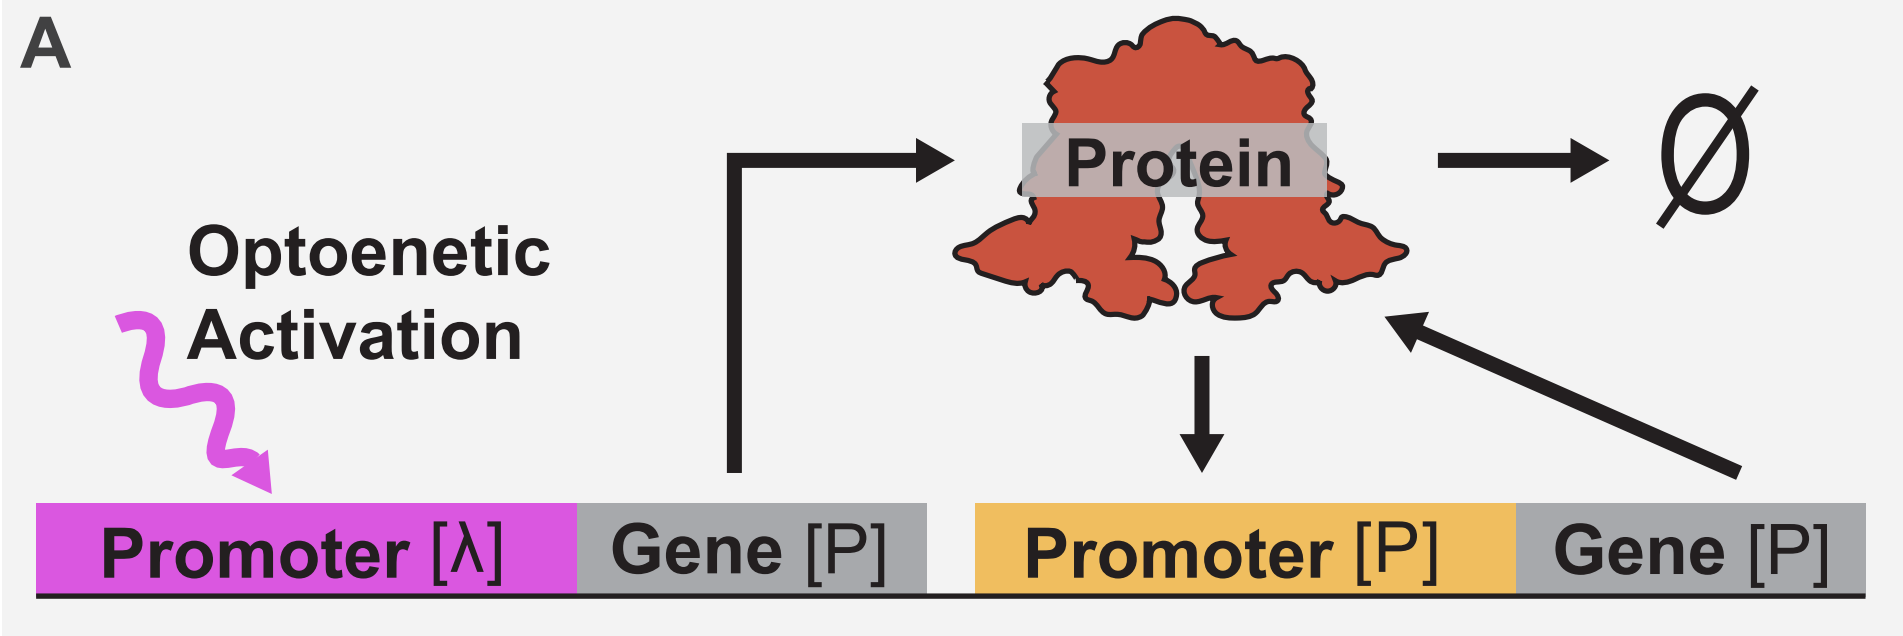 A
Optoenetic
Activation
Protein
Ø
Promoter [λ]
Gene [P]
Promoter [P]
Gene [P]